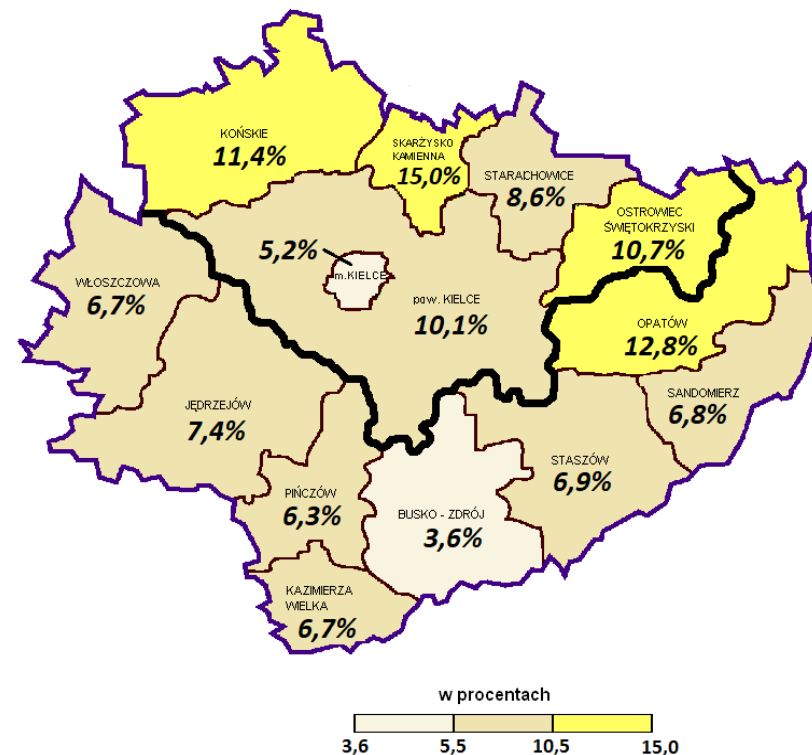 KOŃSKIE
11,4%
SKARŻYSKO
KAMIENNA
15,0%
STARACHOWICE
8,6%
OSTROWIEC
ŚWIĘTOKRZYSKI
10,7%
5,2%
m.KIELCE
WŁOSZCZOWA
6,7%
pow. KIELCE
10,1%
OPATÓW
12,8%
SANDOMIERZ
6,8%
JĘDRZEJÓW
7,4%
STASZÓW
6,9%
PIŃCZÓW
6,3%
BUSKO - ZDRÓJ
3,6%
KAZIMIERZA
WIELKA
6,7%
w procentach
3,6 5,5 10,5 15,0